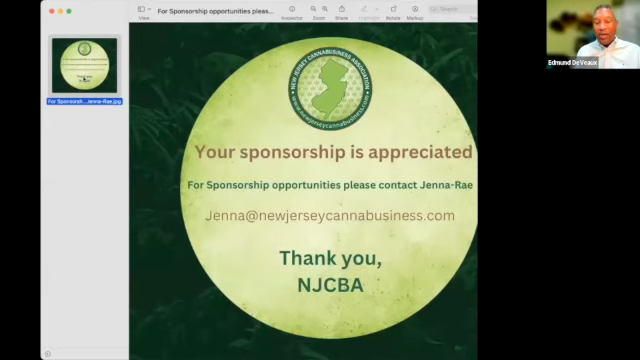 For Sponsorship opportunities pleas...
View
Inspector
Zoom
Share
Highlight
Rotate
Markup
Search
For Sponsorsh...Jenna-Rae.jpg
NEW JERSEY CANNABUSINESS ASSOCIATION
www.newjerseycannabusiness.com
Your sponsorship is appreciated
For Sponsorship opportunities please contact Jenna-Rae
Jenna@newjerseycannabusiness.com
Thank you,
NJCBA
Edmund DeVeaux